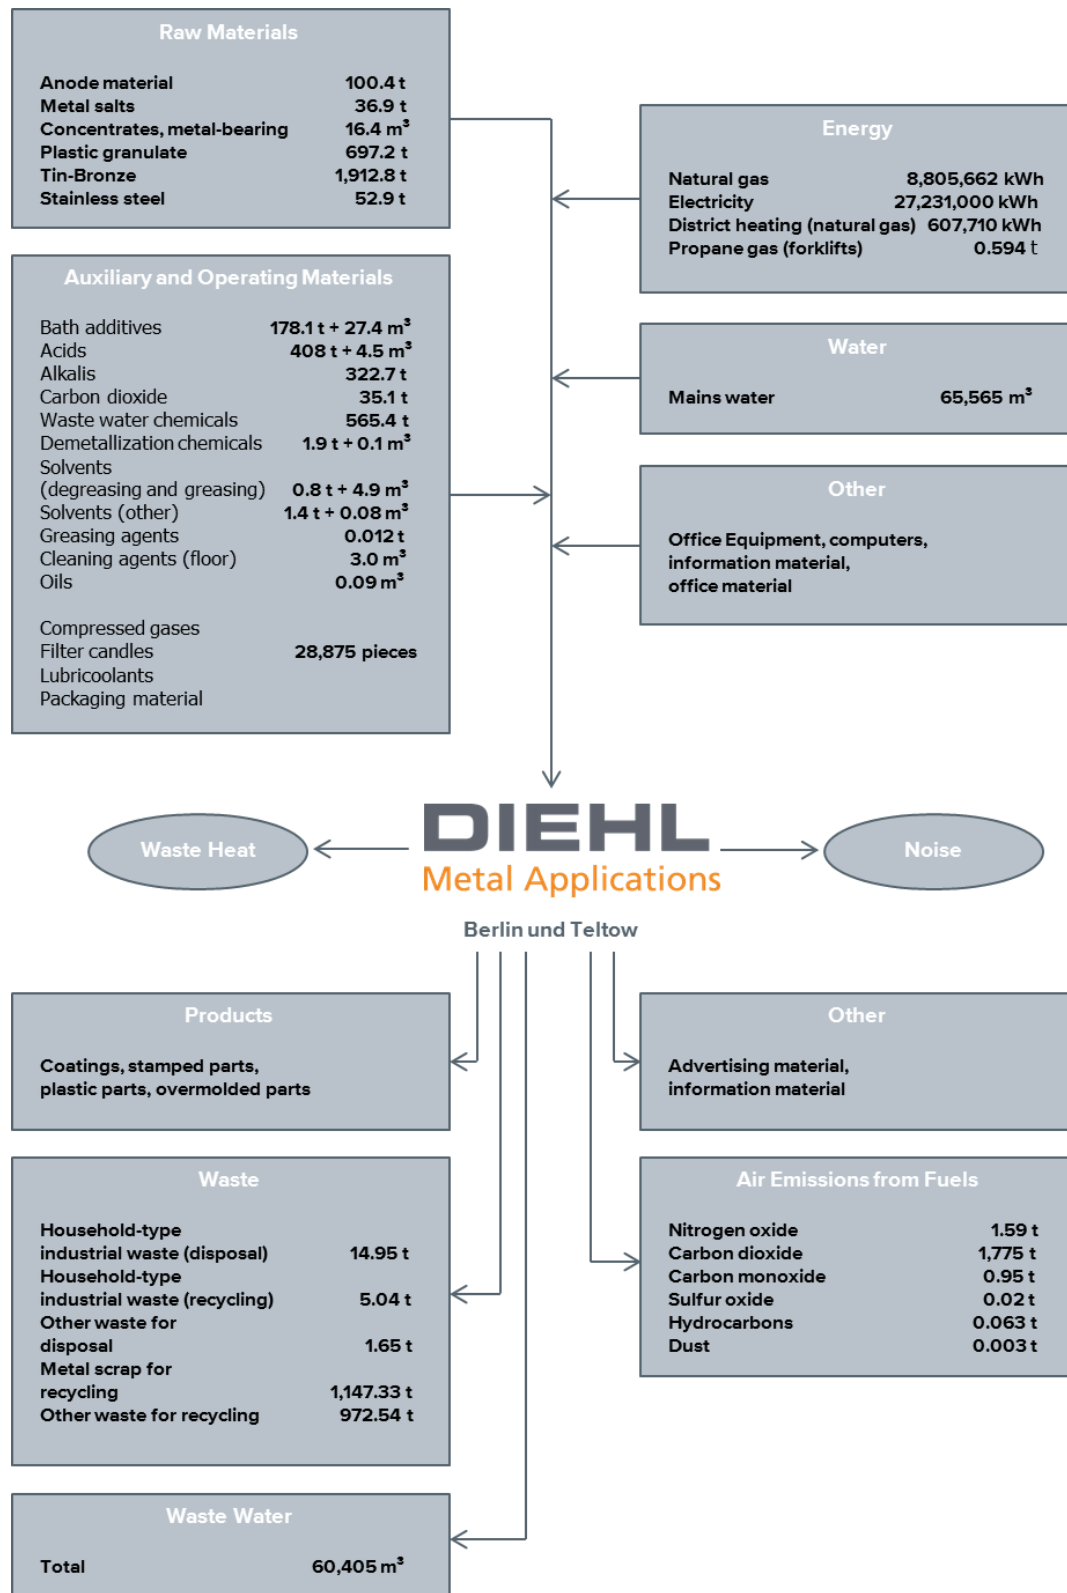 Raw Materials
Anode material 100.4 t
Metal salts 36.9 t
Concentrates, metal-bearing 16.4 m³
Plastic granulate 697.2 t
Tin-Bronze 1,912.8 t
Stainless steel 52.9 t
Energy
Natural gas 8,805,662 kWh
Electricity 27,231,000 kWh
District heating (natural gas) 607,710 kWh
Propane gas (forklifts) 0.594 t
Auxiliary and Operating Materials
Bath additives 178.1 t + 27.4 m³
Acids 408 t + 4.5 m³
Alkalis 322.7 t
Carbon dioxide 35.1 t
Waste water chemicals 565.4 t
Demetallization chemicals 1.9 t + 0.1 m³
Solvents
(degreasing and greasing) 0.8 t + 4.9 m³
Solvents (other) 1.4 t + 0.08 m³
Greasing agents 0.012 t
Cleaning agents (floor) 3.0 m³
Oils 0.09 m³
Compressed gases
Filter candles 28,875 pieces
Lubricoolants
Packaging material
Water
Mains water 65,565 m³
Other
Office Equipment, computers,
information material,
office material
Waste Heat
DIEHL
Metal Applications
Noise
Berlin und Teltow
Products
Coatings, stamped parts,
plastic parts, overmolded parts
Other
Advertising material,
information material
Waste
Household-type
industrial waste (disposal) 14.95 t
Household-type
industrial waste (recycling) 5.04 t
Other waste for
disposal 1.65 t
Metal scrap for
recycling 1,147.33 t
Other waste for recycling 972.54 t
Air Emissions from Fuels
Nitrogen oxide 1.59 t
Carbon dioxide 1,775 t
Carbon monoxide 0.95 t
Sulfur oxide 0.02 t
Hydrocarbons 0.063 t
Dust 0.003 t
Waste Water
Total 60,405 m³